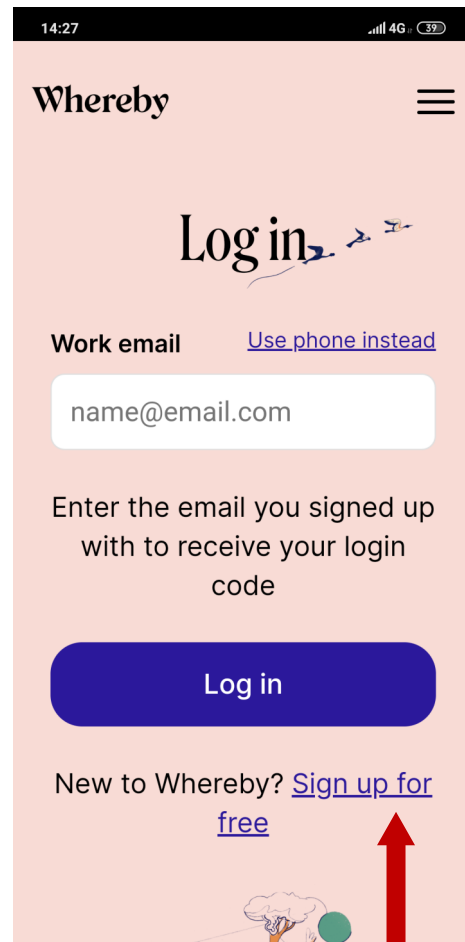 14:27 4G 39
Whereby
Log in
Work email Use phone instead
name@email.com
Enter the email you signed up
with to receive your login
code
Log in
New to Whereby? Sign up for
free